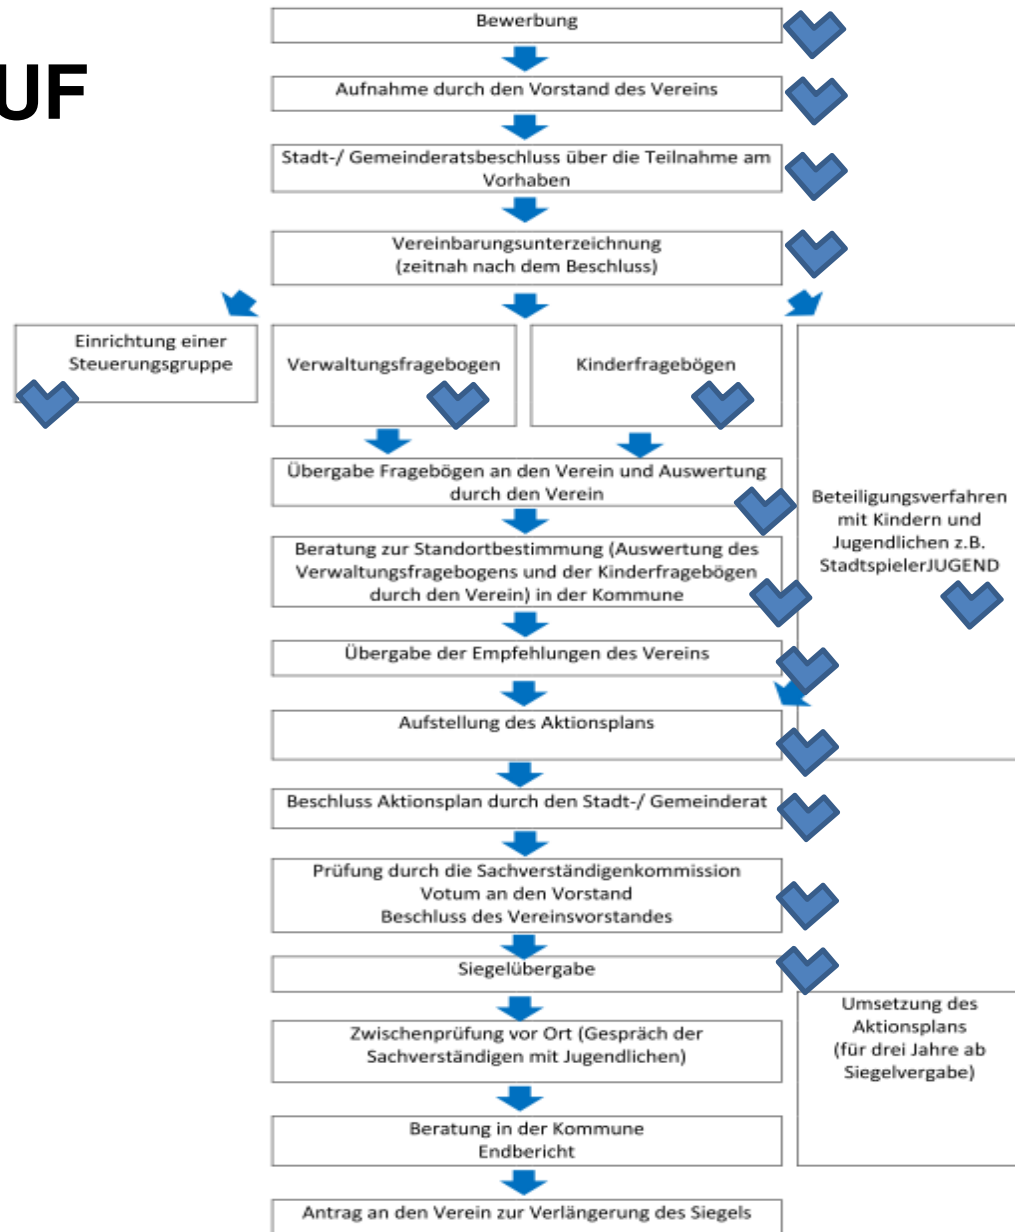 UF
Bewerbung
Aufnahme durch den Vorstand des Vereins
Stadt-/ Gemeinderatsbeschluss über die Teilnahme am
Vorhaben
Vereinbarungsunterzeichnung
(zeitnah nach dem Beschluss)
Einrichtung einer
Steuerungsgruppe
Verwaltungsfragebogen
Kinderfragebögen
Übergabe Fragebögen an den Verein und Auswertung
durch den Verein
Beteiligungsverfahren
mit Kindern und
Jugendlichen z.B.
StadtspielerJUGEND
Beratung zur Standortbestimmung (Auswertung des
Verwaltungsfragebogens und der Kinderfragebögen
durch den Verein) in der Kommune
Übergabe der Empfehlungen des Vereins
Aufstellung des Aktionsplans
Beschluss Aktionsplan durch den Stadt-/ Gemeinderat
Prüfung durch die Sachverständigenkommission
Votum an den Vorstand
Beschluss des Vereinsvorstandes
Siegelübergabe
Umsetzung des
Aktionsplans
(für drei Jahre ab
Siegelvergabe)
Zwischenprüfung vor Ort (Gespräch der
Sachverständigen mit Jugendlichen)
Beratung in der Kommune
Endbericht
Antrag an den Verein zur Verlängerung des Siegels